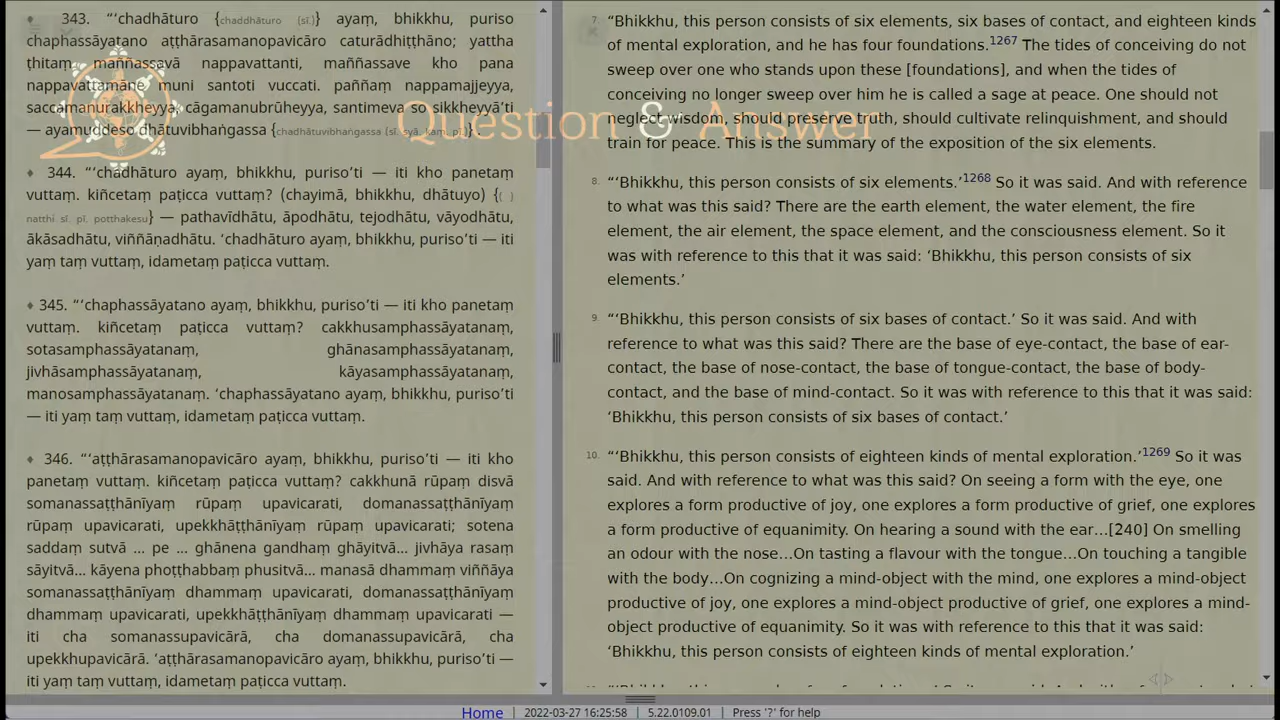 ♦ 343. “‘chadhāturo {chaddhāturo (sī.)} ayaṃ, bhikkhu, puriso
chaphassāyatano aṭṭhārasamanopavicāro caturādhiṭṭhāno; yattha
ṭhitaṃ maññassavā nappavattanti, maññassave kho pana
nappavattamāne muni santoti vuccati. paññaṃ nappamajjeyya,
saccamanurakkheyya, cāgamanubrūheyya, santimeva so sikkheyyā’ti
— ayamuddeso dhātuvibhaṅgassa {chadhātuvibhaṅgassa (sī. syā. kaṃ. pī.)} .
♦ 344. “‘chadhāturo ayaṃ, bhikkhu, puriso’ti — iti kho panetaṃ
vuttaṃ. kiñcetaṃ paṭicca vuttaṃ? (chayimā, bhikkhu, dhātuyo) {( )
natthi sī. pī. potthakesu} — pathavīdhātu, āpodhātu, tejodhātu, vāyodhātu,
ākāsadhātu, viññāṇadhātu. ‘chadhāturo ayaṃ, bhikkhu, puriso’ti — iti
yaṃ taṃ vuttaṃ, idametaṃ paṭicca vuttaṃ.
♦ 345. “‘chaphassāyatano ayaṃ, bhikkhu, puriso’ti — iti kho panetaṃ
vuttaṃ. kiñcetaṃ paṭicca vuttaṃ? cakkhusamphassāyatanaṃ,
sotasamphassāyatanaṃ, ghānasamphassāyatanaṃ,
jivhāsamphassāyatanaṃ, kāyasamphassāyatanaṃ,
manosamphassāyatanaṃ. ‘chaphassāyatano ayaṃ, bhikkhu, puriso’ti
— iti yaṃ taṃ vuttaṃ, idametaṃ paṭicca vuttaṃ.
♦ 346. “‘aṭṭhārasamanopavicāro ayaṃ, bhikkhu, puriso’ti — iti kho
panetaṃ vuttaṃ. kiñcetaṃ paṭicca vuttaṃ? cakkhunā rūpaṃ disvā
somanassaṭṭhānīyaṃ rūpaṃ upavicarati, domanassaṭṭhānīyaṃ
rūpaṃ upavicarati, upekkhāṭṭhānīyaṃ rūpaṃ upavicarati; sotena
saddaṃ sutvā ... pe ... ghānena gandhaṃ ghāyitvā... jivhāya rasaṃ
sāyitvā... kāyena phoṭṭhabbaṃ phusitvā... manasā dhammaṃ viññāya
somanassaṭṭhānīyaṃ dhammaṃ upavicarati, domanassaṭṭhānīyaṃ
dhammaṃ upavicarati, upekkhāṭṭhānīyaṃ dhammaṃ upavicarati —
iti cha somanassupavicārā, cha domanassupavicārā, cha
upekkhupavicārā. ‘aṭṭhārasamanopavicāro ayaṃ, bhikkhu, puriso’ti —
iti yaṃ taṃ vuttaṃ, idametaṃ paṭicca vuttaṃ.
Question & Answer
7. “Bhikkhu, this person consists of six elements, six bases of contact, and eighteen kinds
of mental exploration, and he has four foundations.1267 The tides of conceiving do not
sweep over one who stands upon these [foundations], and when the tides of
conceiving no longer sweep over him he is called a sage at peace. One should not
neglect wisdom, should preserve truth, should cultivate relinquishment, and should
train for peace. This is the summary of the exposition of the six elements.
8. “‘Bhikkhu, this person consists of six elements.’1268 So it was said. And with reference
to what was this said? There are the earth element, the water element, the fire
element, the air element, the space element, and the consciousness element. So it
was with reference to this that it was said: ‘Bhikkhu, this person consists of six
elements.’
9. “‘Bhikkhu, this person consists of six bases of contact.’ So it was said. And with
reference to what was this said? There are the base of eye-contact, the base of ear-
contact, the base of nose-contact, the base of tongue-contact, the base of body-
contact, and the base of mind-contact. So it was with reference to this that it was said:
‘Bhikkhu, this person consists of six bases of contact.’
10. “‘Bhikkhu, this person consists of eighteen kinds of mental exploration.’1269 So it was
said. And with reference to what was this said? On seeing a form with the eye, one
explores a form productive of joy, one explores a form productive of grief, one explores
a form productive of equanimity. On hearing a sound with the ear…[240] On smelling
an odour with the nose…On tasting a flavour with the tongue…On touching a tangible
with the body…On cognizing a mind-object with the mind, one explores a mind-object
productive of joy, one explores a mind-object productive of grief, one explores a mind-
object productive of equanimity. So it was with reference to this that it was said:
‘Bhikkhu, this person consists of eighteen kinds of mental exploration.’
Home | 2022-03-27 16:25:58 | 5.22.0109.01 | Press '?' for help